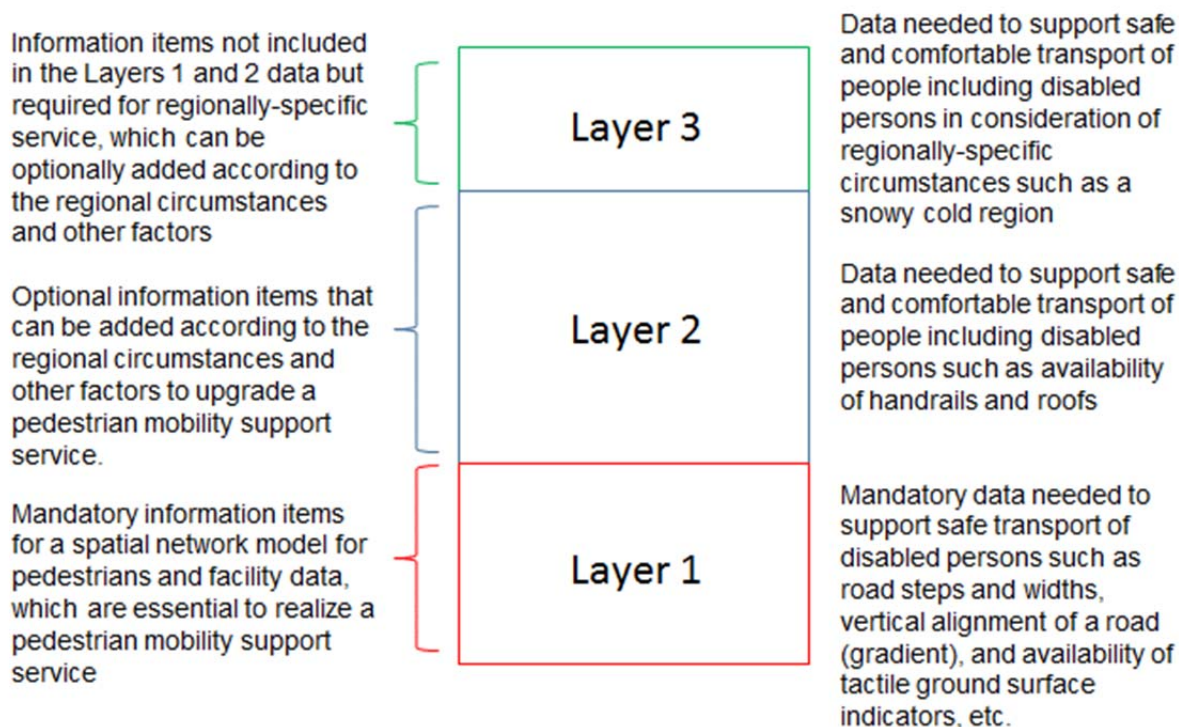 Information items not included
in the Layers 1 and 2 data but
required for regionally-specific
service, which can be
optionally added according to
the regional circumstances
and other factors
Optional information items that
can be added according to the
regional circumstances and
other factors to upgrade a
pedestrian mobility support
service.
Mandatory information items
for a spatial network model for
pedestrians and facility data,
which are essential to realize a
pedestrian mobility support
service
Layer 3
Layer 2
Layer 1
Data needed to support safe
and comfortable transport of
people including disabled
persons in consideration of
regionally-specific
circumstances such as a
snowy cold region
Data needed to support safe
and comfortable transport of
people including disabled
persons such as availability
of handrails and roofs
Mandatory data needed to
support safe transport of
disabled persons such as
road steps and widths,
vertical alignment of a road
(gradient), and availability of
tactile ground surface
indicators, etc.